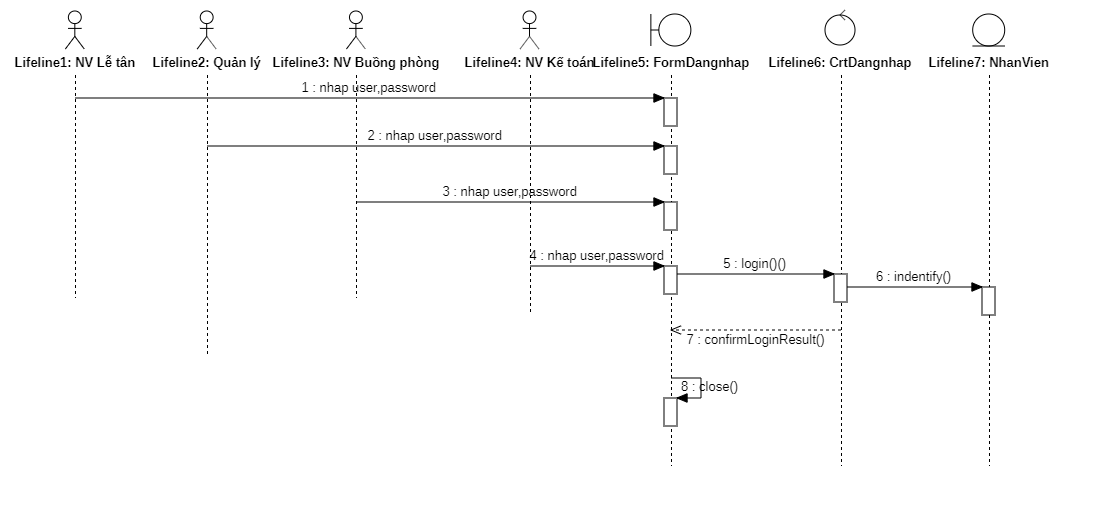 Lifeline1: NV Lễ tân
Lifeline2: Quản lý
Lifeline3: NV Buồng phòng
Lifeline4: NV Kế toán
Lifeline5: FormDangnhap
Lifeline6: CrtDangnhap
Lifeline7: NhanVien
1 : nhap user,password
2 : nhap user,password
3 : nhap user,password
4 : nhap user,password
5 : login()()
6 : indentify()
7 : confirmLoginResult()
8 : close()